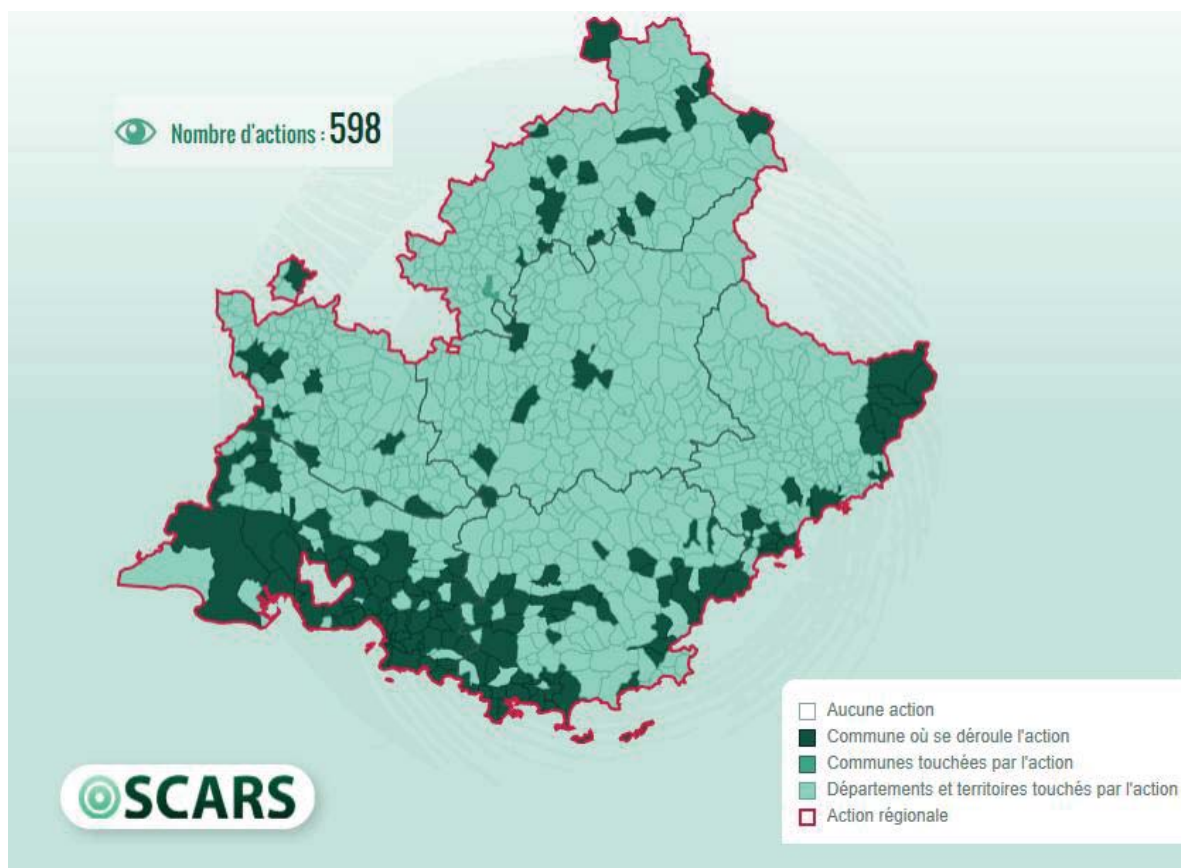 Nombre d'actions : 598
Aucune action
Commune où se déroule l'action
Communes touchées par l'action
Départements et territoires touchés par l'action
Action régionale
OSCARS